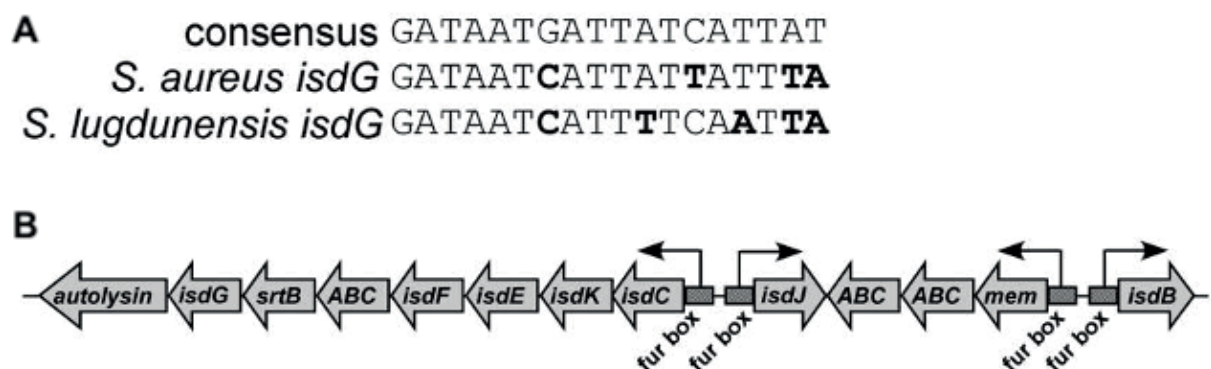 A
consensus GATAATGATTATCATTAT
S. aureus isdG GATAATCATTATTATTTA
S. lugdunensis isdG GATAATCATTTTCAATTA
B
autolysin isdG srtB ABC isdF isdE isdK isdC isdJ ABC ABC mem isdB
fur box fur box fur box fur box